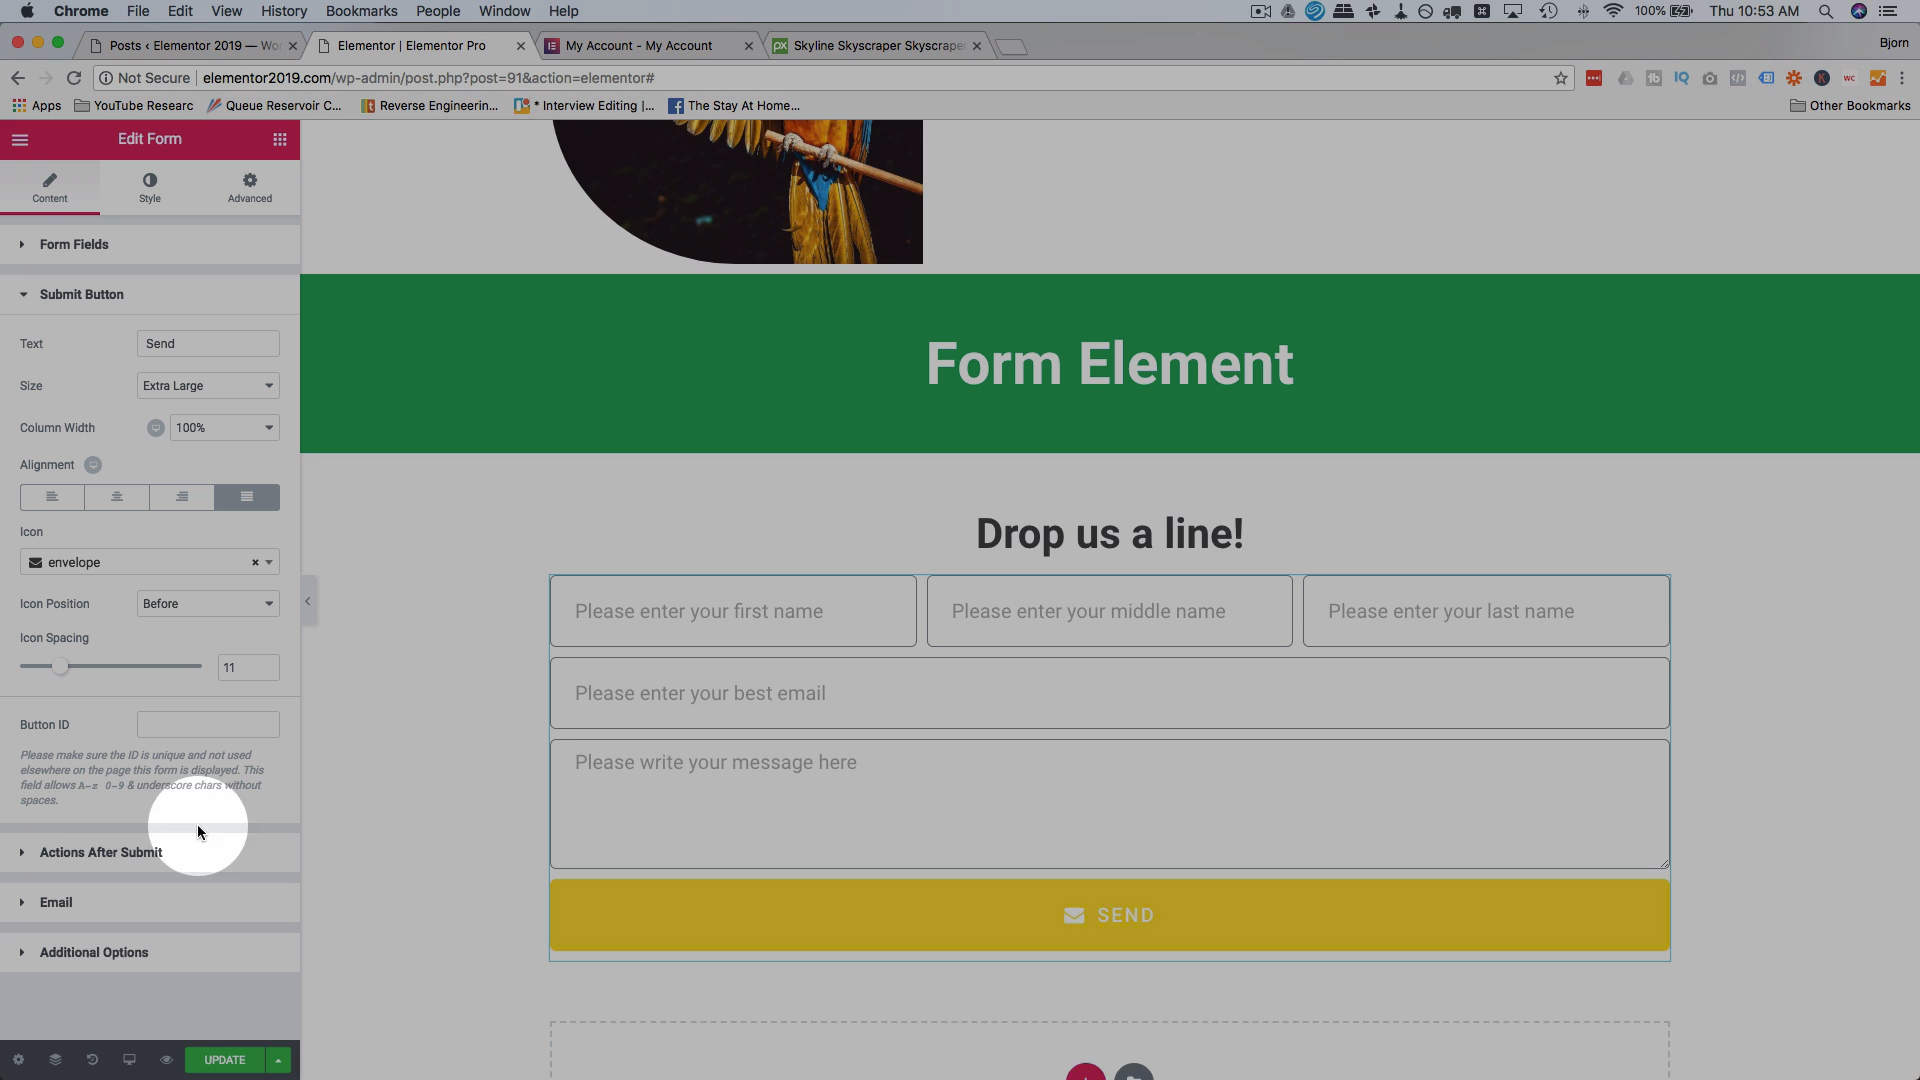 Chrome File Edit View History Bookmarks People Window Help
100% Thu 10:53 AM
Posts ‹ Elementor 2019 — Wor
Elementor | Elementor Pro
My Account - My Account
Skyline Skyscraper Skyscrape
Bjorn
Not Secure | elementor2019.com/wp-admin/post.php?post=91&action=elementor#
Apps YouTube Researc Queue Reservoir C... Reverse Engineerin... * Interview Editing |... The Stay At Home... Other Bookmarks
Edit Form
Content Style Advanced
Form Fields
Submit Button
Text Send
Size Extra Large
Column Width 100%
Alignment
Icon
envelope
Icon Position Before
Icon Spacing
11
Button ID
Please make sure the ID is unique and not used
elsewhere on the page this form is displayed. This
field allows A-z 0-9 & underscore chars without
spaces.
Actions After Submit
Email
Additional Options
UPDATE
Form Element
Drop us a line!
Please enter your first name
Please enter your middle name
Please enter your last name
Please enter your best email
Please write your message here
SEND